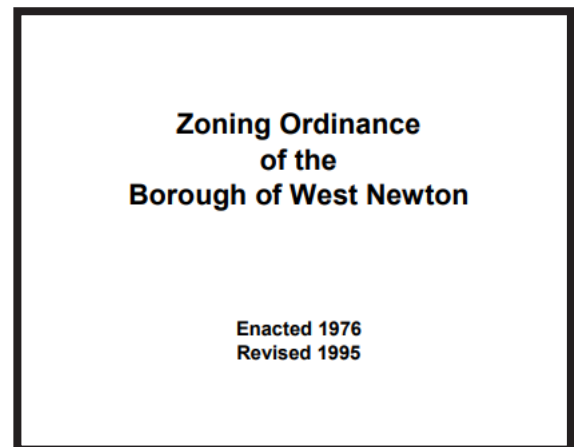 Zoning Ordinance
of the
Borough of West Newton
Enacted 1976
Revised 1995